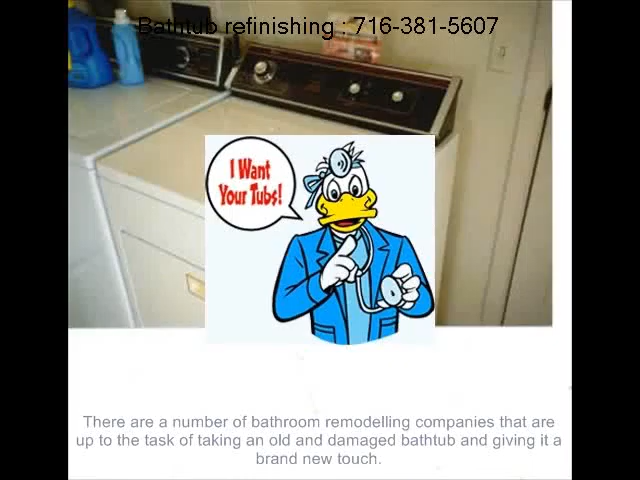 Bathtub refinishing : 716-381-5607
I Want
Your Tubs!
There are a number of bathroom remodelling companies that are
up to the task of taking an old and damaged bathtub and giving it a
brand new touch.